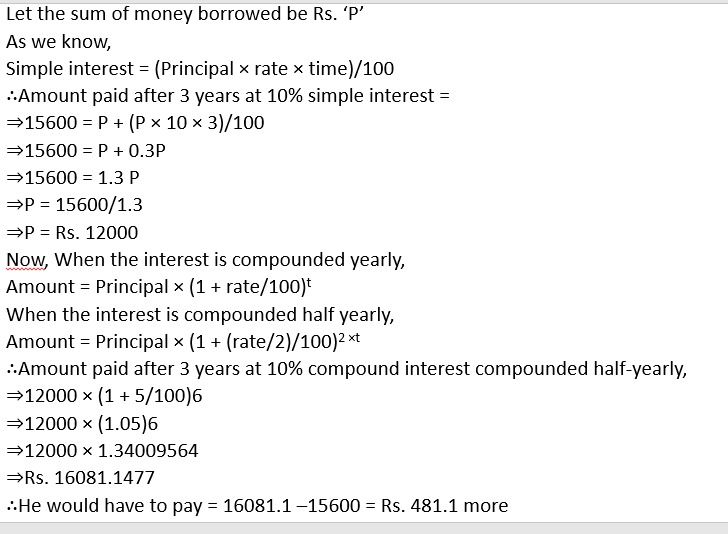 Let the sum of money borrowed be Rs. ‘P’
As we know,
Simple interest = (Principal × rate × time)/100
∴Amount paid after 3 years at 10% simple interest =
⇒15600 = P + (P × 10 × 3)/100
⇒15600 = P + 0.3P
⇒15600 = 1.3 P
⇒P = 15600/1.3
⇒P = Rs. 12000
Now, When the interest is compounded yearly,
Amount = Principal × (1 + rate/100)ᵗ
When the interest is compounded half yearly,
Amount = Principal × (1 + (rate/2)/100)² ˣᵗ
∴Amount paid after 3 years at 10% compound interest compounded half-yearly,
⇒12000 × (1 + 5/100)6
⇒12000 × (1.05)6
⇒12000 × 1.34009564
⇒Rs. 16081.1477
∴He would have to pay = 16081.1 –15600 = Rs. 481.1 more